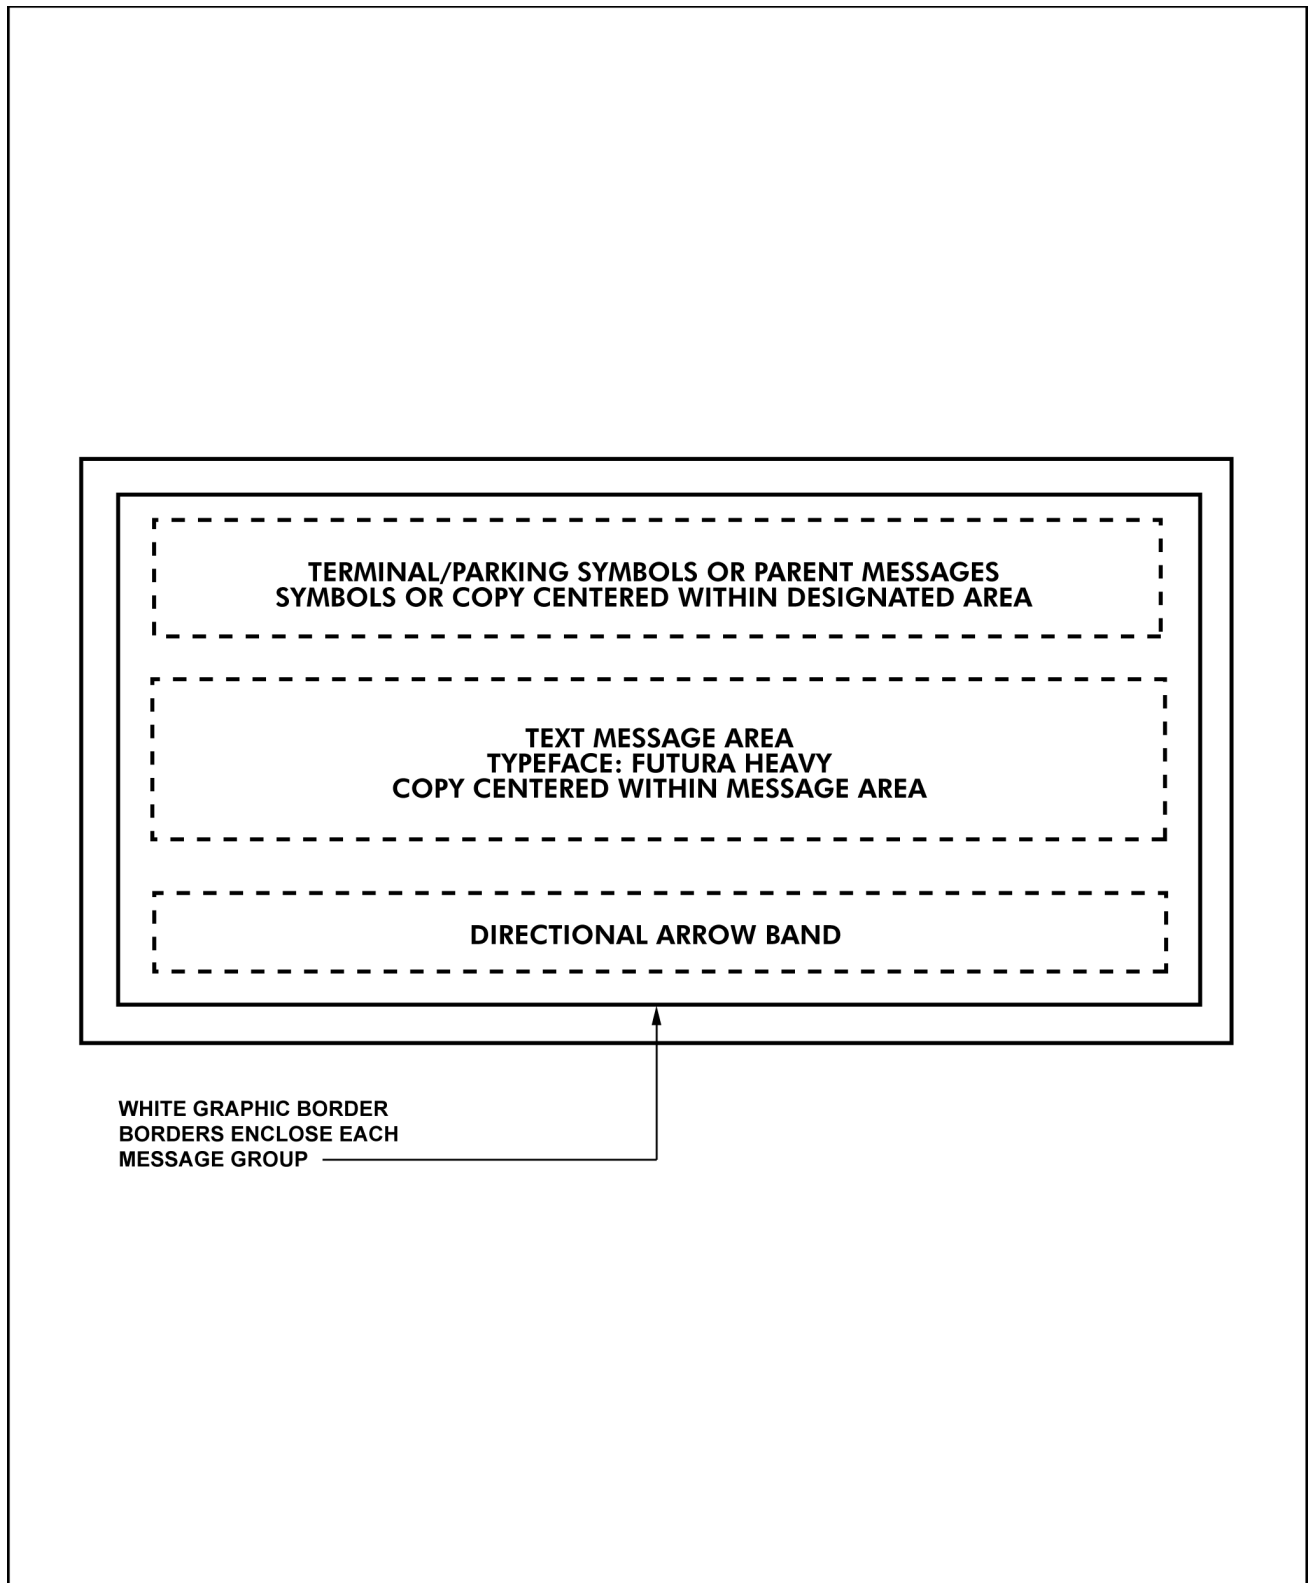 TERMINAL/PARKING SYMBOLS OR PARENT MESSAGES
SYMBOLS OR COPY CENTERED WITHIN DESIGNATED AREA
TEXT MESSAGE AREA
TYPEFACE: FUTURA HEAVY
COPY CENTERED WITHIN MESSAGE AREA
DIRECTIONAL ARROW BAND
WHITE GRAPHIC BORDER
BORDERS ENCLOSE EACH
MESSAGE GROUP